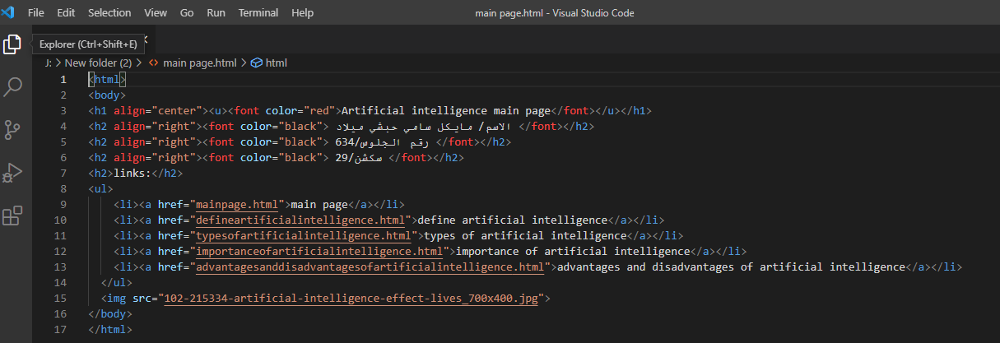 File Edit Selection View Go Run Terminal Help main page.html - Visual Studio Code
Explorer (Ctrl+Shift+E)
J: > New folder (2) > <> main page.html > html
1 <html>
2 <body>
3 <h1 align="center"><u><font color="red">Artificial intelligence main page</font></u></h1>
4 <h2 align="right"><font color="black"> الاسم/ مايكل سامي حبشي ميلاد </font></h2>
5 <h2 align="right"><font color="black"> رقم الجلوس/634 </font></h2>
6 <h2 align="right"><font color="black"> سكشن/29 </font></h2>
7 <h2>links:</h2>
8 <ul>
9 <li><a href="mainpage.html">main page</a></li>
10 <li><a href="defineartificialintelligence.html">define artificial intelligence</a></li>
11 <li><a href="typesofartificialintelligence.html">types of artificial intelligence</a></li>
12 <li><a href="importanceofartificialintelligence.html">importance of artificial intelligence</a></li>
13 <li><a href="advantagesanddisadvantagesofartificialintelligence.html">advantages and disadvantages of artificial intelligence</a></li>
14 </ul>
15 <img src="102-215334-artificial-intelligence-effect-lives_700x400.jpg">
16 </body>
17 </html>